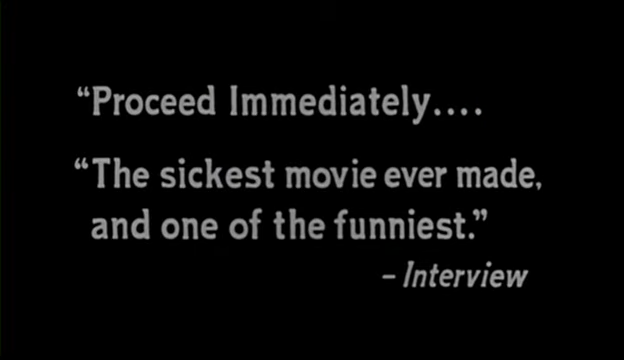 “Proceed Immediately....
“The sickest movie ever made,
and one of the funniest.”
– Interview